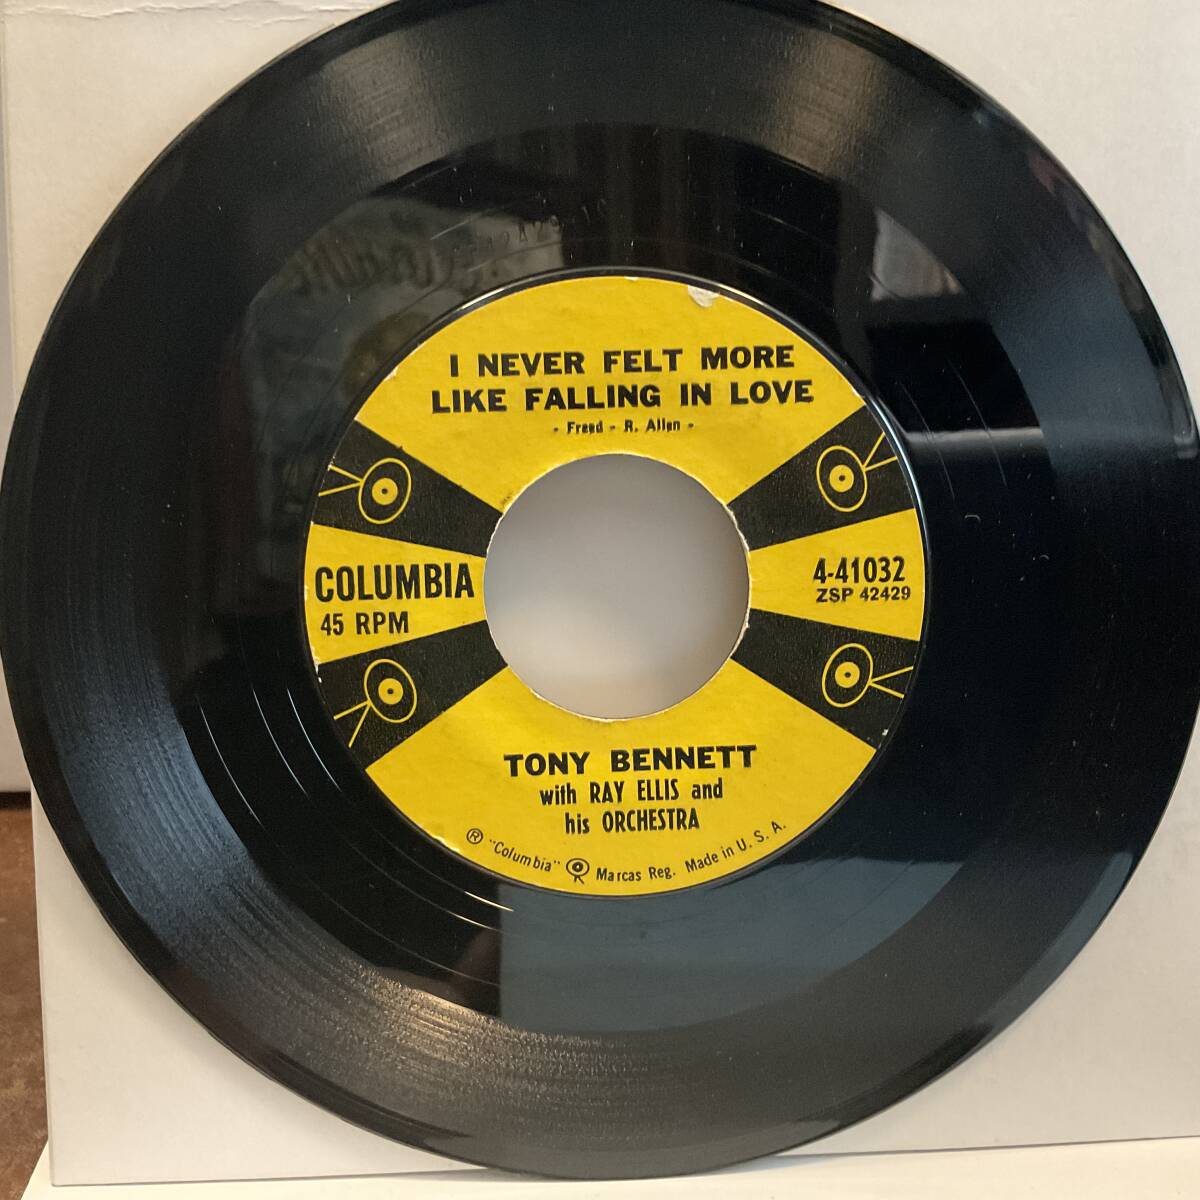 I NEVER FELT MORE
LIKE FALLING IN LOVE
- Freed - R. Allen -
COLUMBIA
45 RPM
4-41032
ZSP 42429
TONY BENNETT
with RAY ELLIS and
his ORCHESTRA
® "Columbia" Marcas Reg. Made in U. S. A.